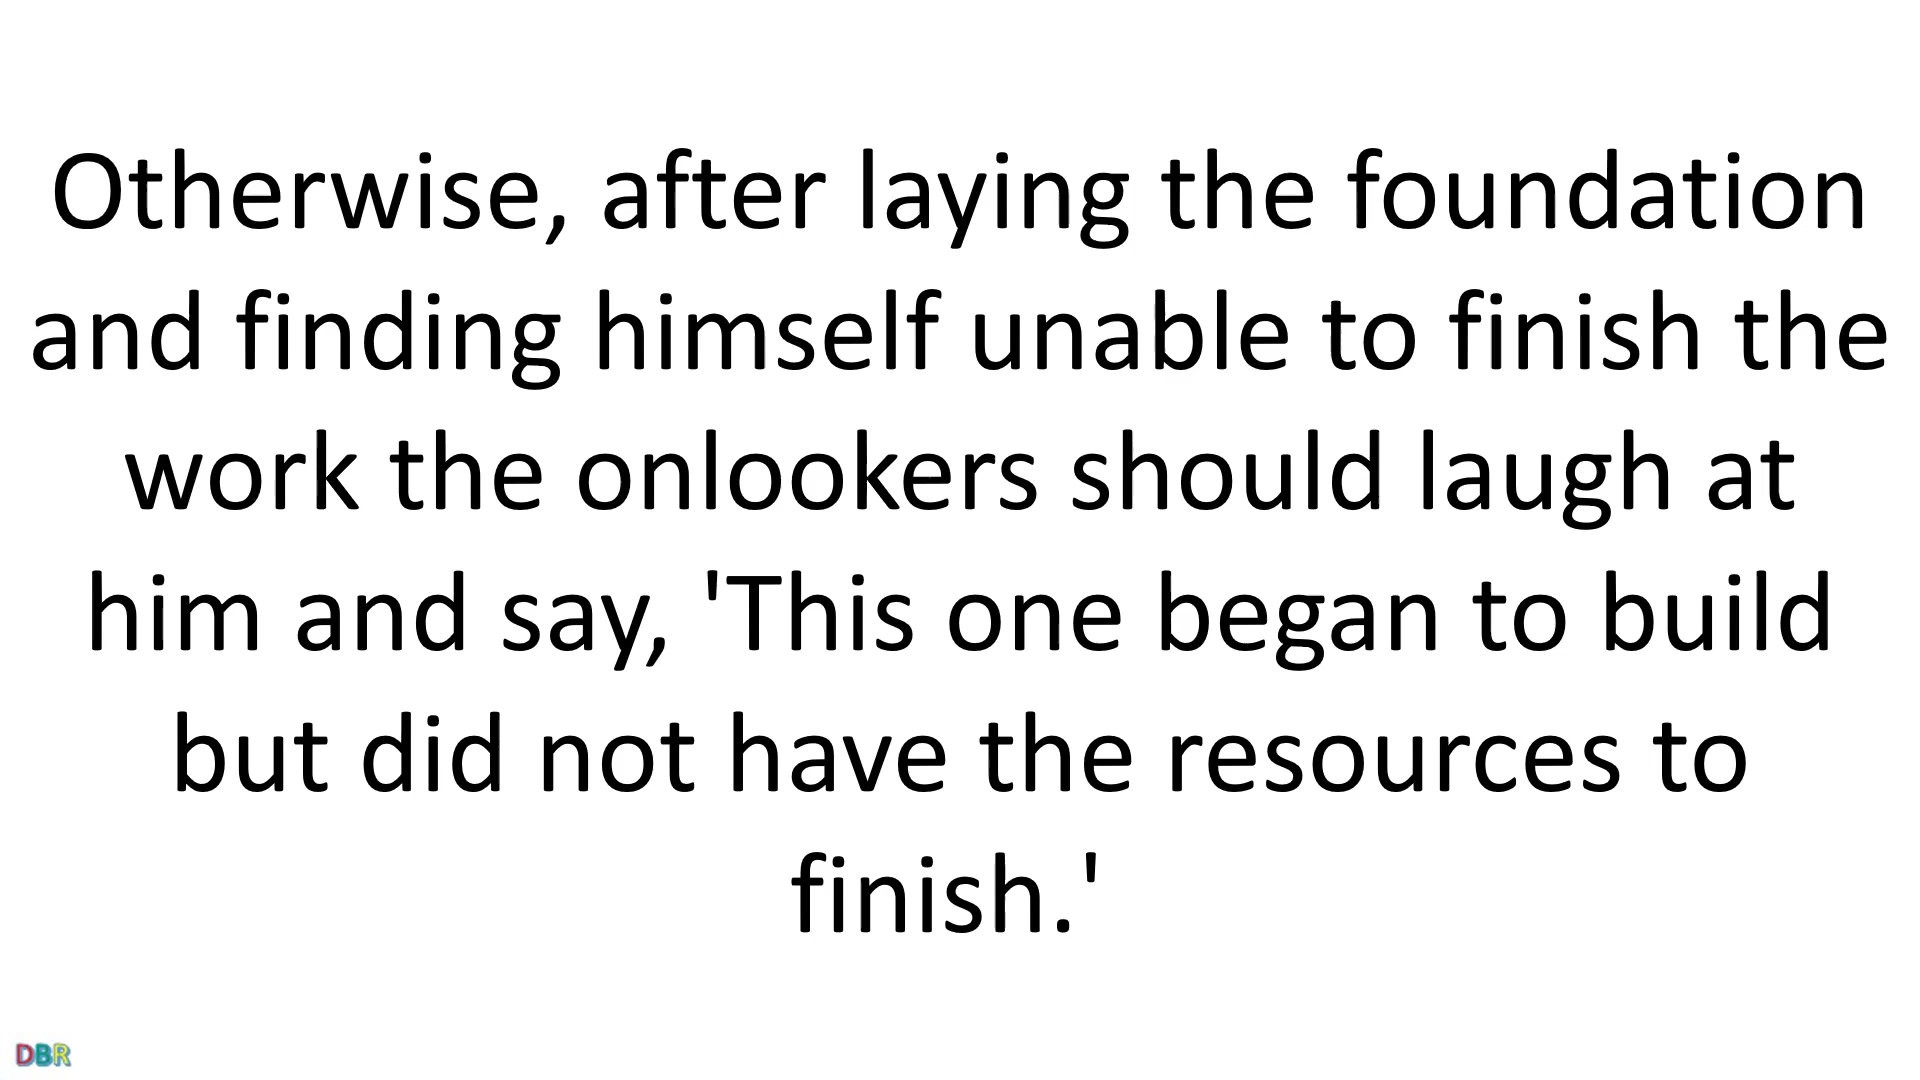 Otherwise, after laying the foundation
and finding himself unable to finish the
work the onlookers should laugh at
him and say, 'This one began to build
but did not have the resources to
finish.'
DBR